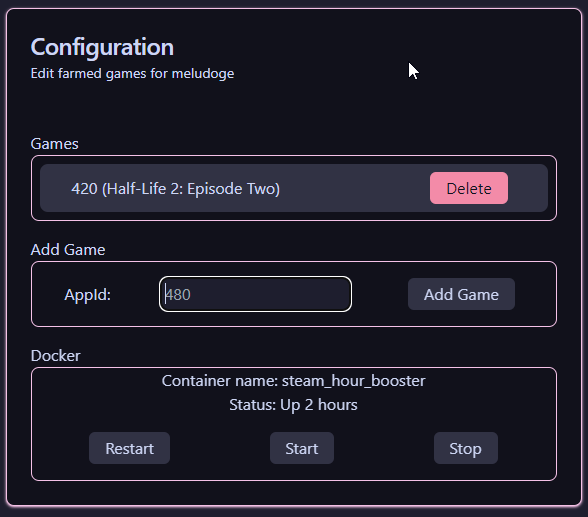 Configuration
Edit farmed games for meludoge
Games
420 (Half-Life 2: Episode Two)
Delete
Add Game
AppId:
480
Add Game
Docker
Container name: steam_hour_booster
Status: Up 2 hours
Restart
Start
Stop